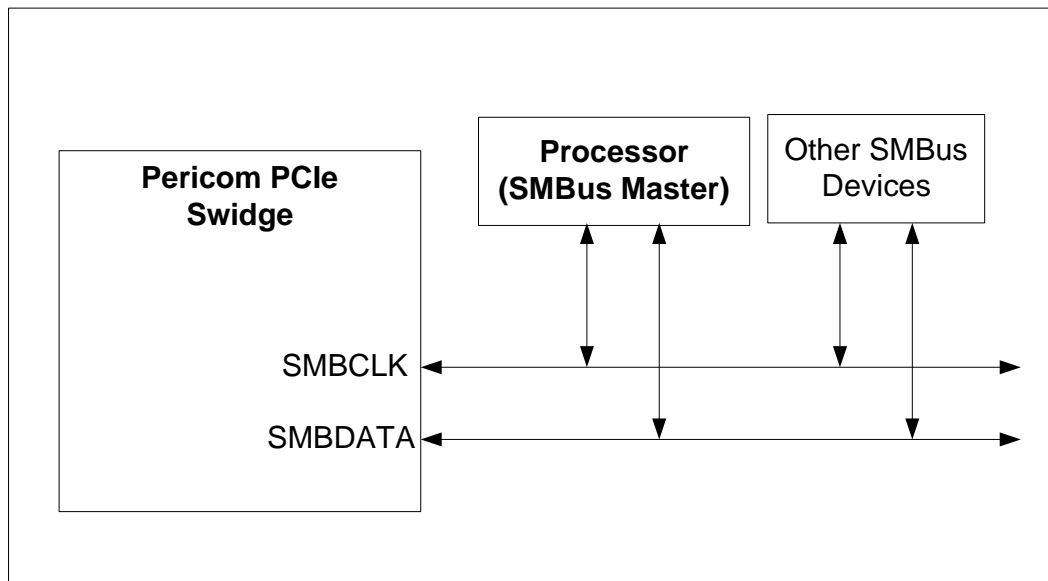 Pericom PCIe
Swidge
Processor
(SMBus Master)
Other SMBus
Devices
SMBCLK
SMBDATA